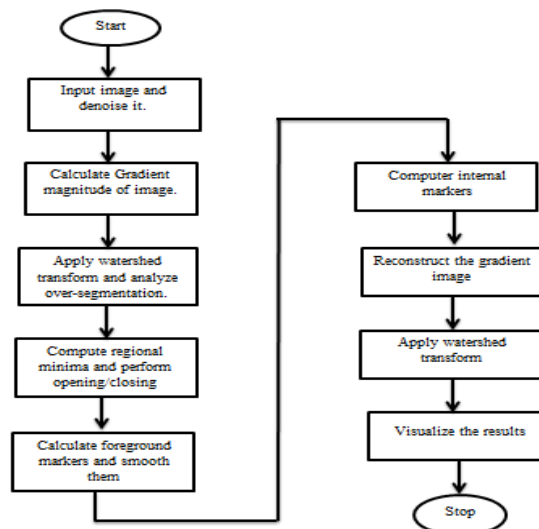 Start
Input image and
denoise it.
Calculate Gradient
magnitude of image.
Apply watershed
transform and analyze
over-segmentation.
Compute regional
minima and perform
opening/closing
Calculate foreground
markers and smooth
them
Computer internal
markers
Reconstruct the gradient
image
Apply watershed
transform
Visualize the results
Stop